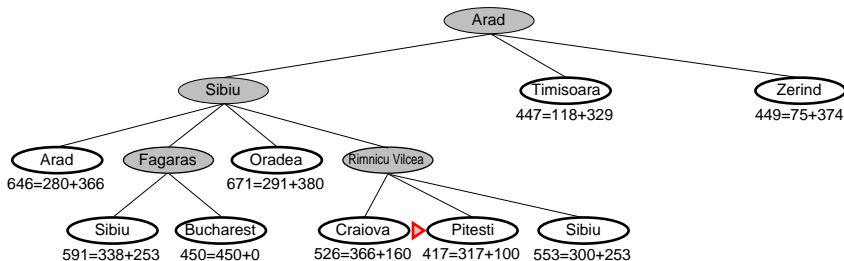 Arad
Sibiu
Timisoara
Zerind
447=118+329
449=75+374
Arad
Fagaras
Oradea
Rimnicu Vilcea
646=280+366
671=291+380
Sibiu
Bucharest
Craiova
Pitesti
Sibiu
591=338+253
450=450+0
526=366+160
417=317+100
553=300+253